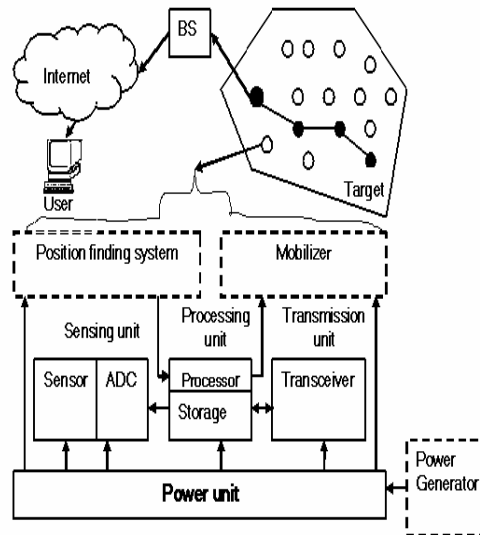 BS
Internet
User
Target
Position finding system
Mobilizer
Sensing unit
Processing
unit
Transmission
unit
Sensor
ADC
Processor
Storage
Transceiver
Power unit
Power
Generator